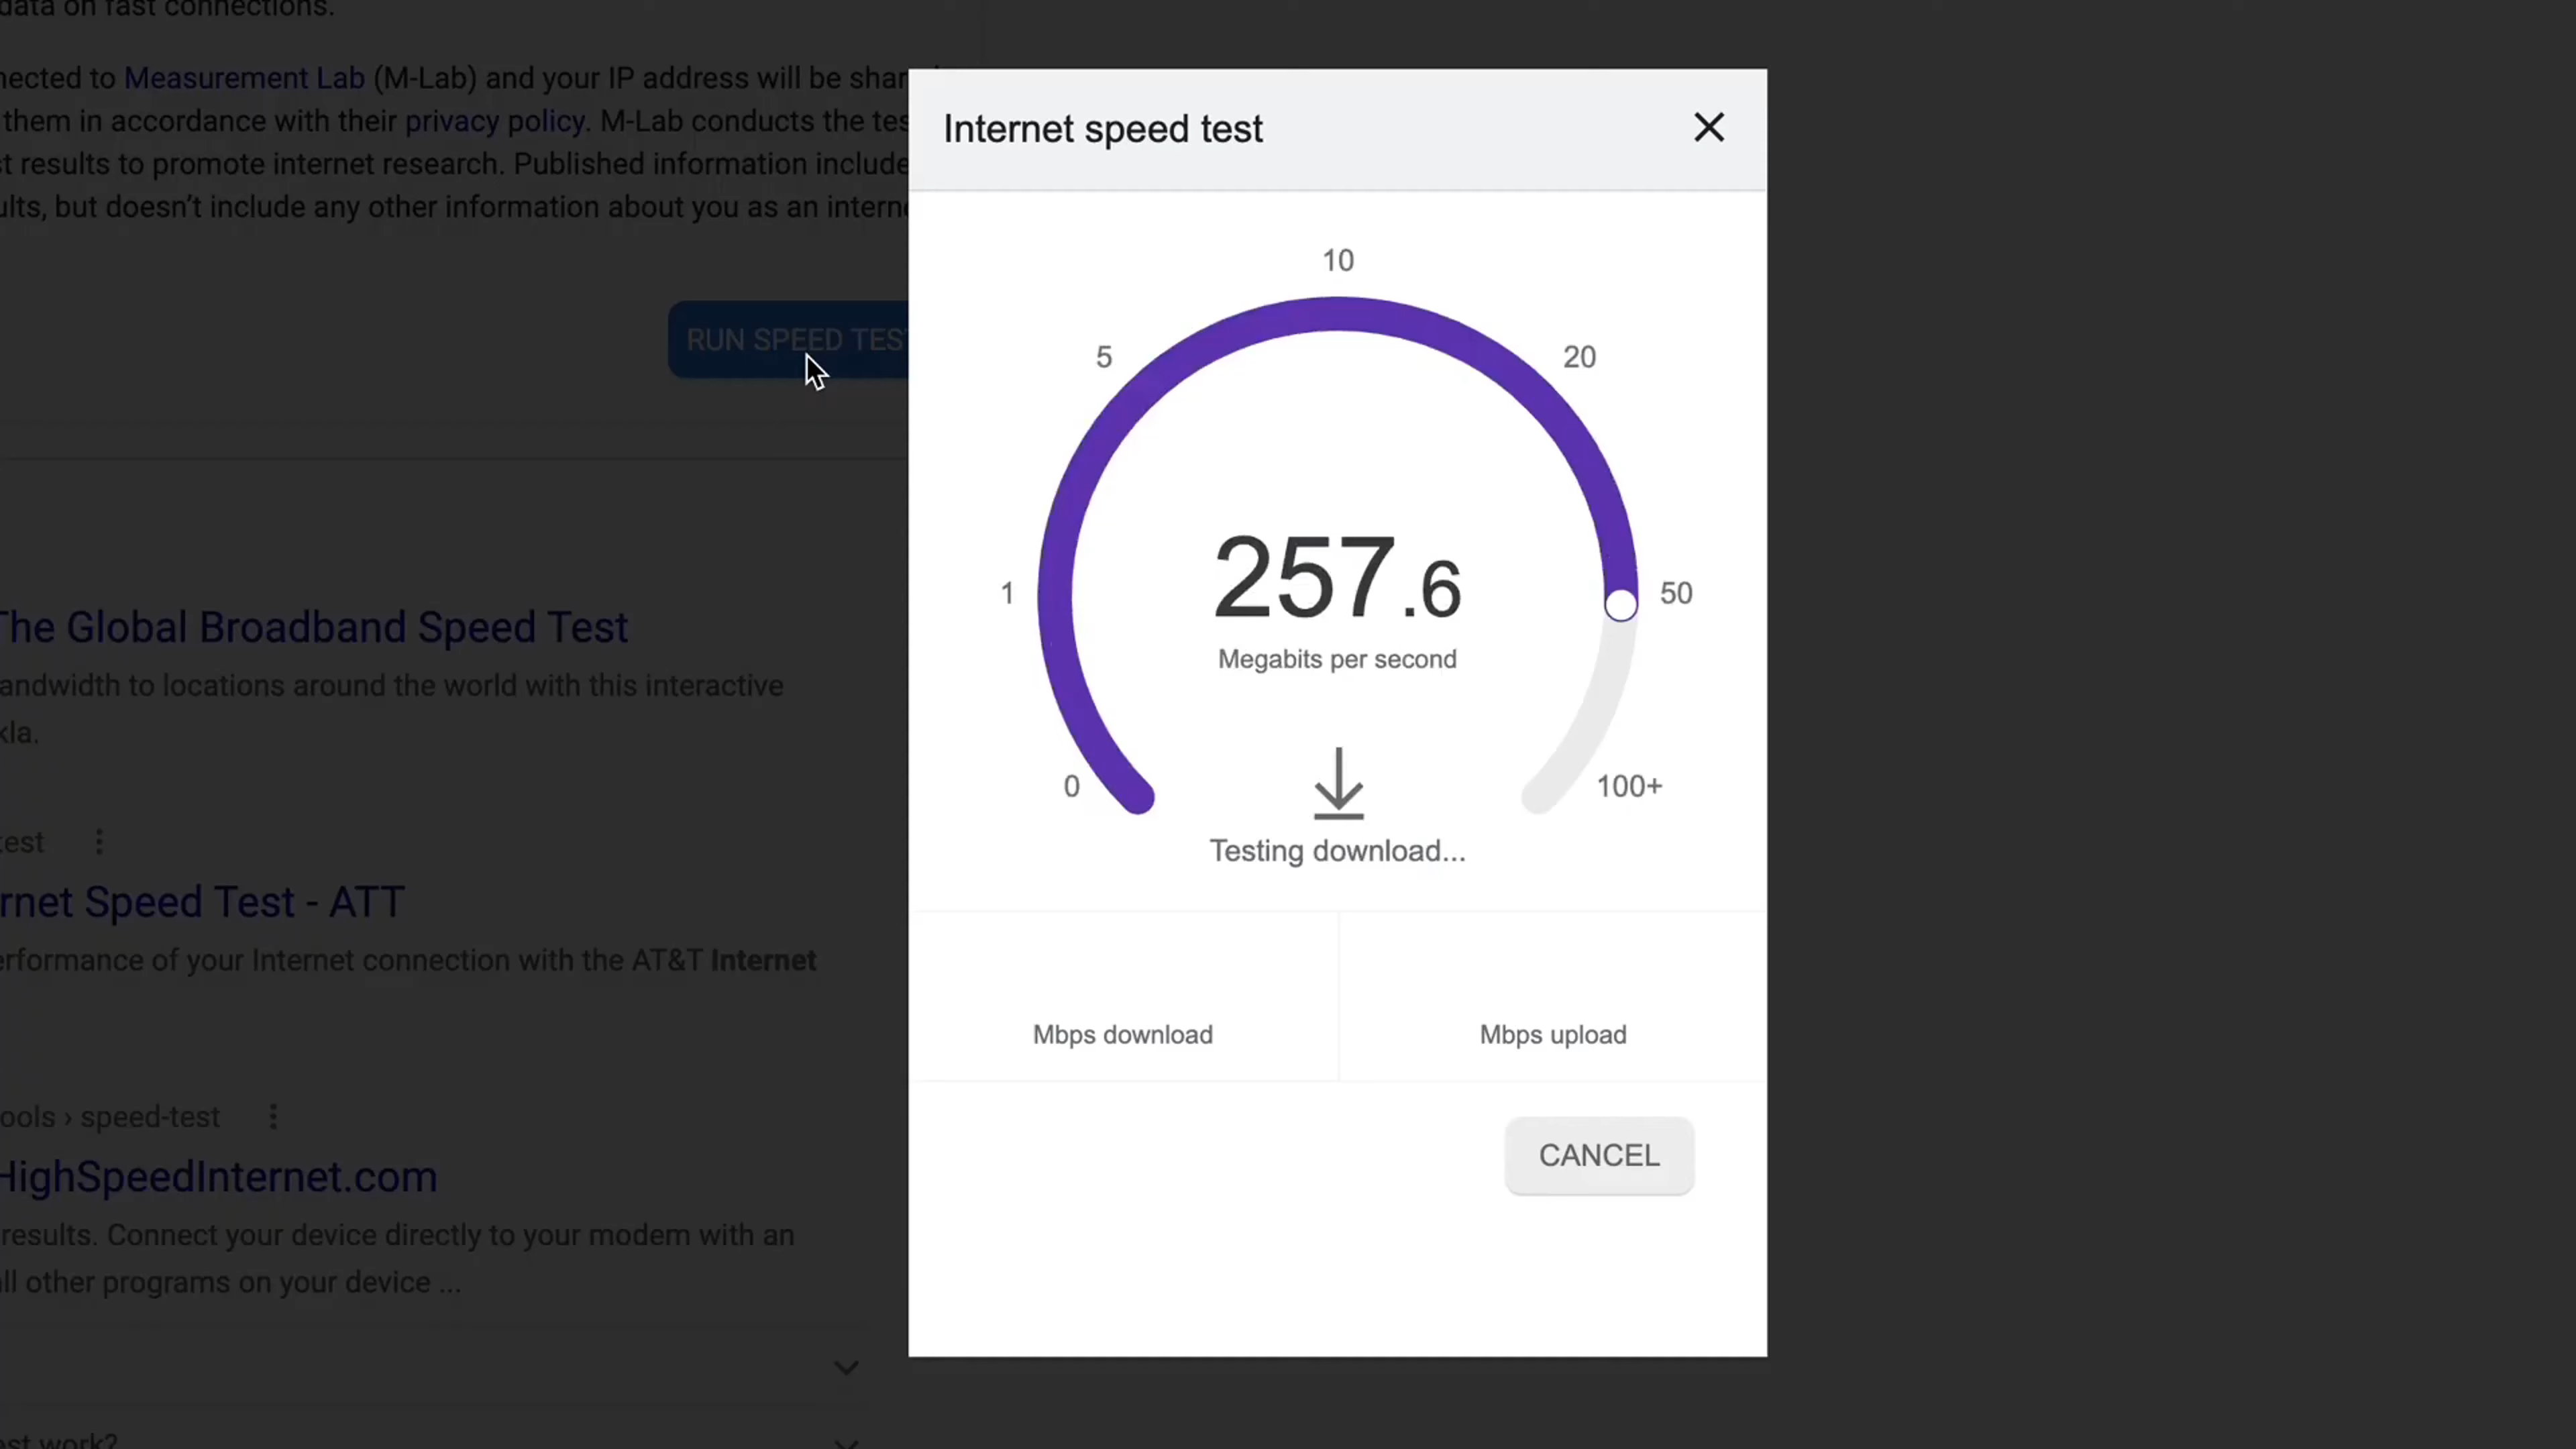 data on fast connections.
nected to Measurement Lab (M-Lab) and your IP address will be shar
them in accordance with their privacy policy. M-Lab conducts the tes
st results to promote internet research. Published information include
ults, but doesn’t include any other information about you as an interne
RUN SPEED TEST
The Global Broadband Speed Test
andwidth to locations around the world with this interactive
kla.
test
rnet Speed Test - ATT
erformance of your Internet connection with the AT&T Internet
ools › speed-test
HighSpeedInternet.com
results. Connect your device directly to your modem with an
all other programs on your device ...
est work?
Internet speed test
10
5
20
1
50
257.6
Megabits per second
0
100+
Testing download...
Mbps download
Mbps upload
CANCEL